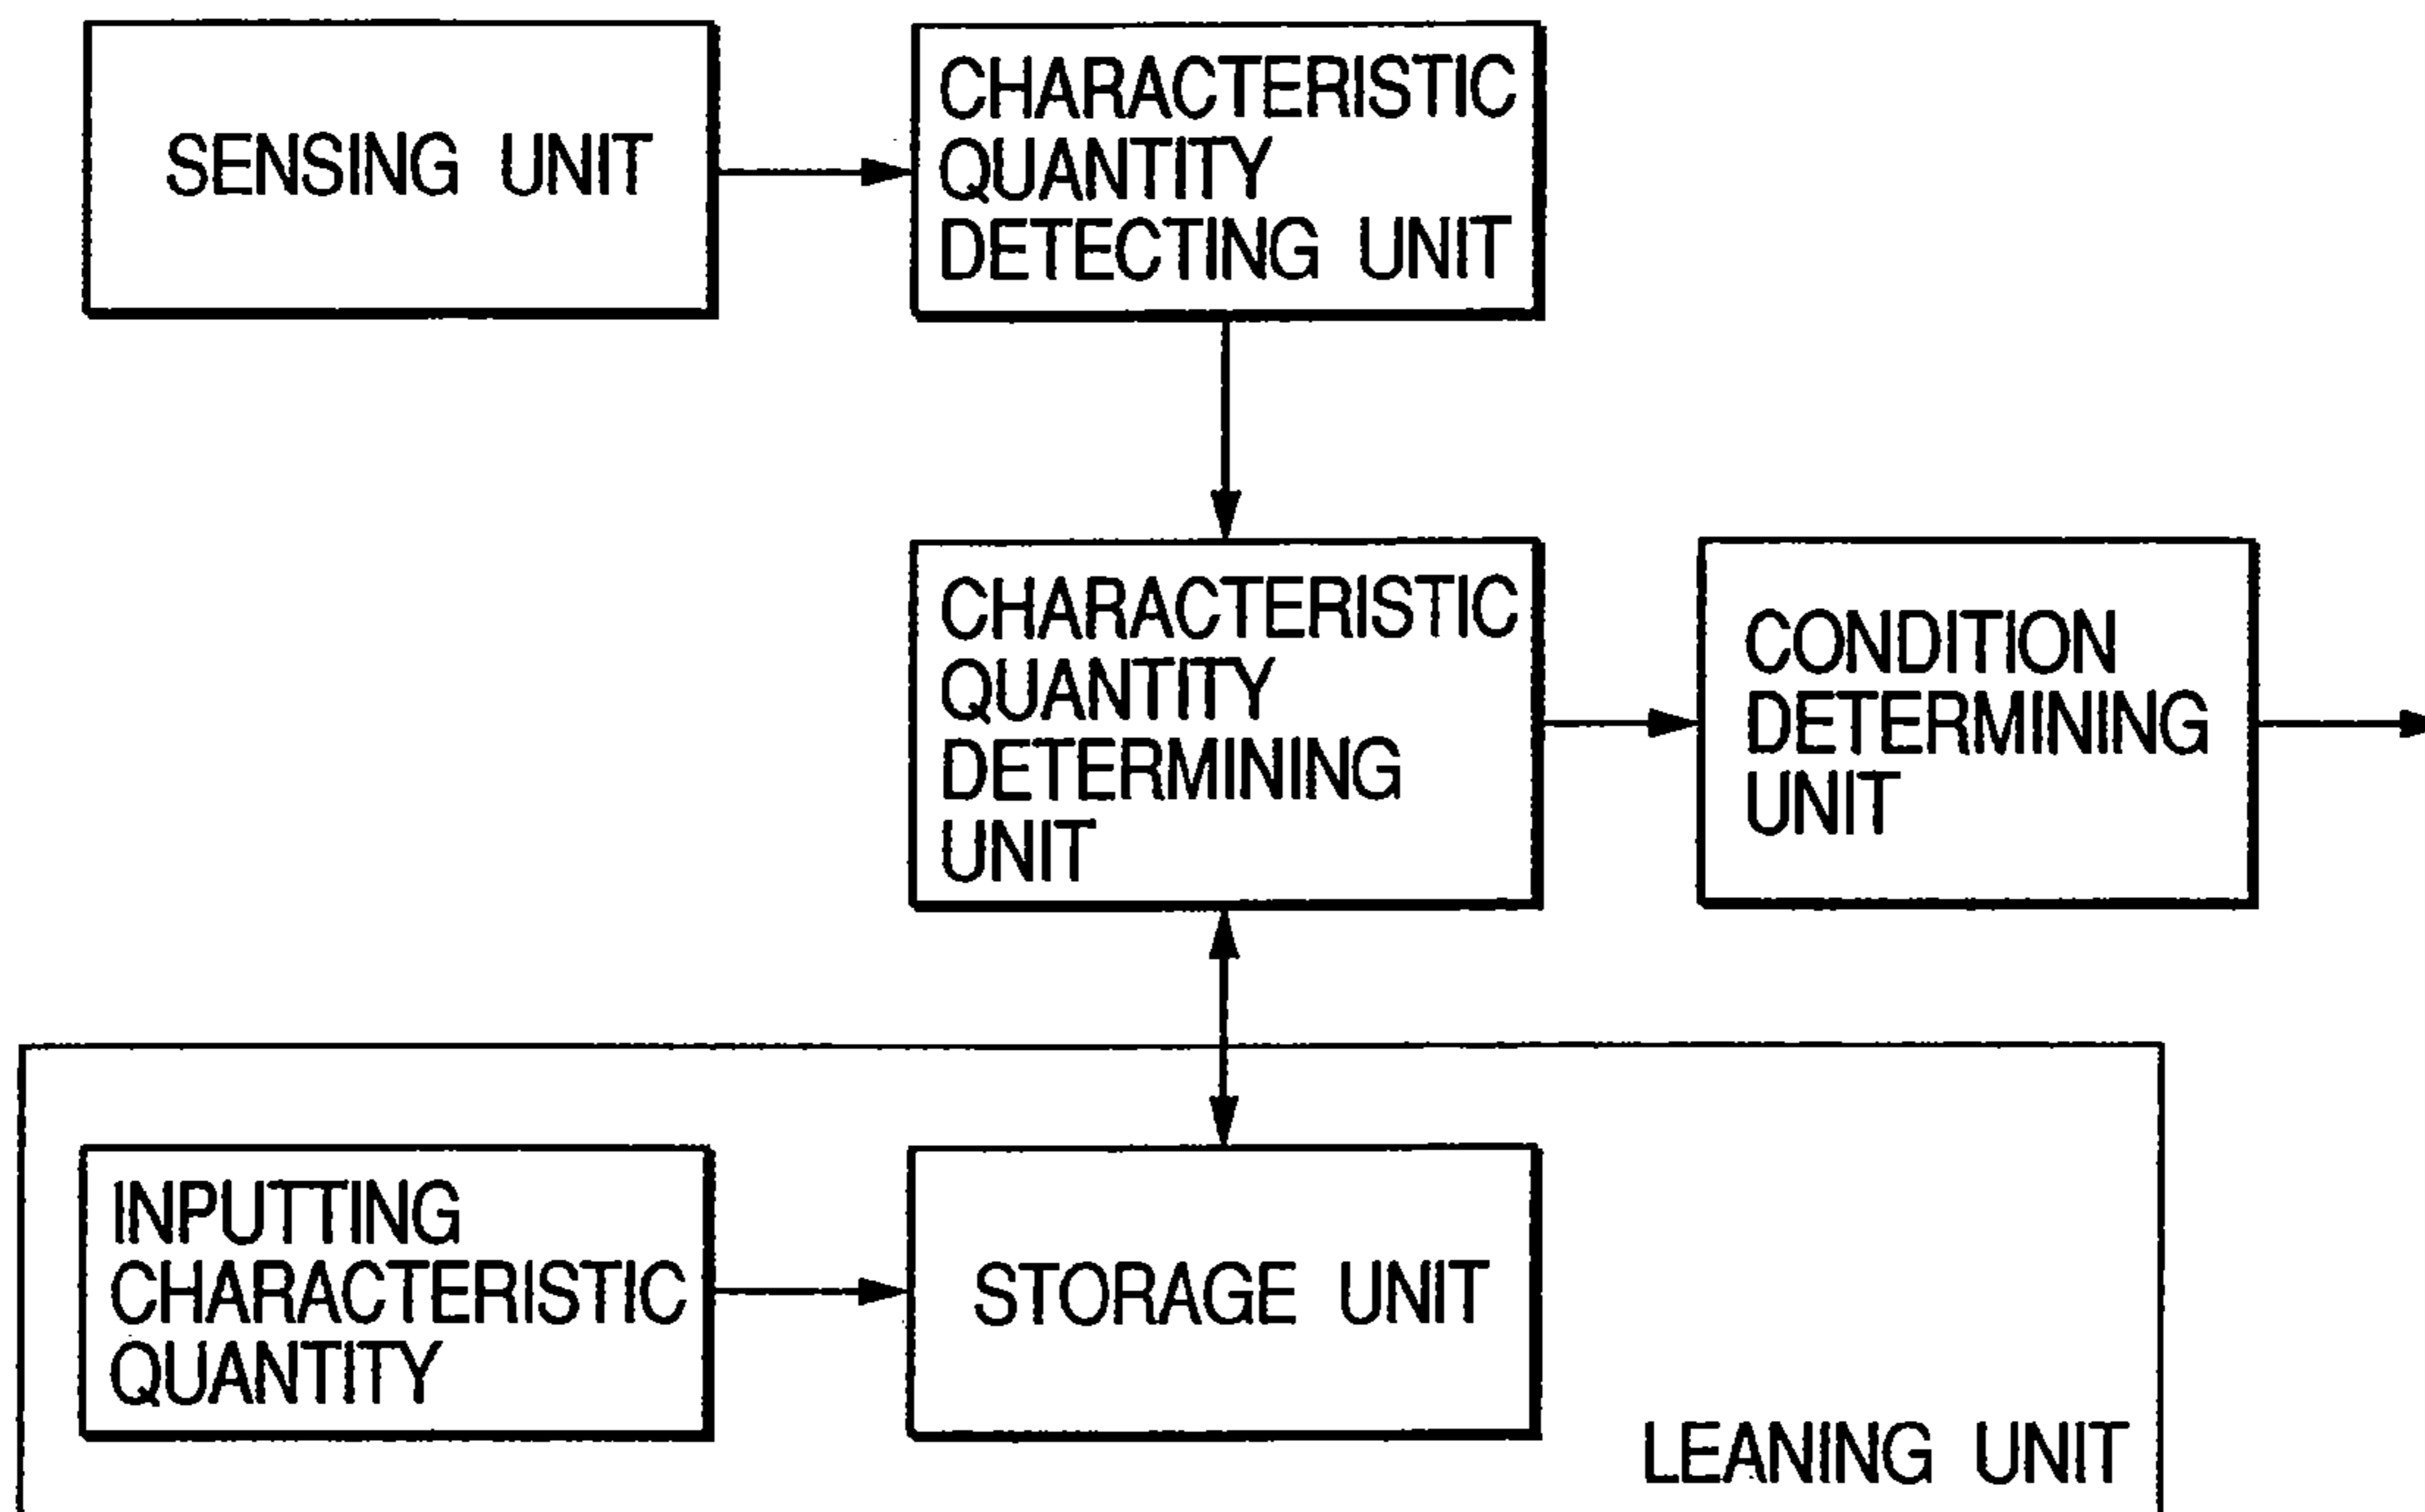 SENSING UNIT
CHARACTERISTIC
QUANTITY
DETECTING UNIT
CHARACTERISTIC
QUANTITY
DETERMINING
UNIT
CONDITION
DETERMINING
UNIT
INPUTTING
CHARACTERISTIC
QUANTITY
STORAGE UNIT
LEANING UNIT